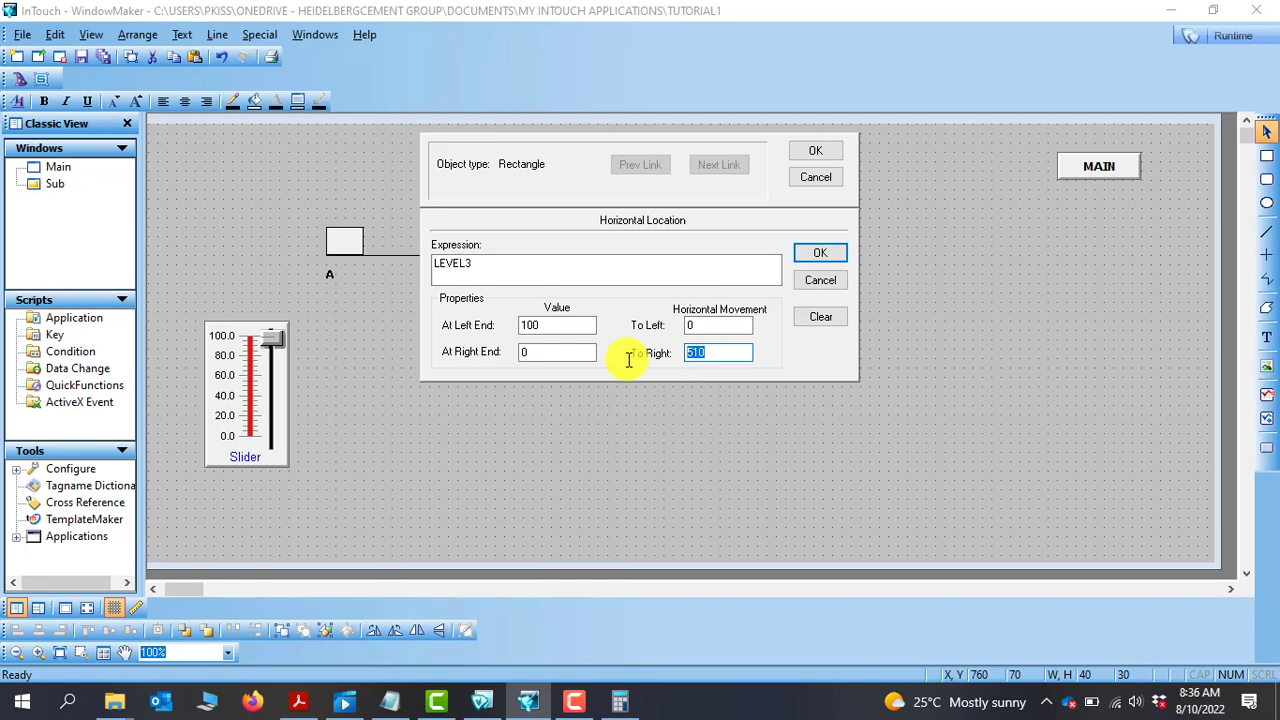 InTouch - WindowMaker - C:\USERS\PKISS\ONEDRIVE - HEIDELBERGCEMENT GROUP\DOCUMENTS\MY INTOUCH APPLICATIONS\TUTORIAL1
File Edit View Arrange Text Line Special Windows Help
Runtime
B I U
Classic View
Windows
Main
Sub
Scripts
Application
Key
Condition
Data Change
QuickFunctions
ActiveX Event
Tools
Configure
Tagname Dictiona
Cross Reference
TemplateMaker
Applications
A
100.0
80.0
60.0
40.0
20.0
0.0
Slider
Object type: Rectangle
Prev Link
Next Link
OK
Cancel
Horizontal Location
Expression:
LEVEL3
OK
Cancel
Clear
Properties
Value
Horizontal Movement
At Left End: 100 To Left: 0
At Right End: 0 To Right: 510
MAIN
100%
Ready
X, Y 760 70 W, H 40 30 CAP NUM SCRL
25°C Mostly sunny
8:36 AM
8/10/2022